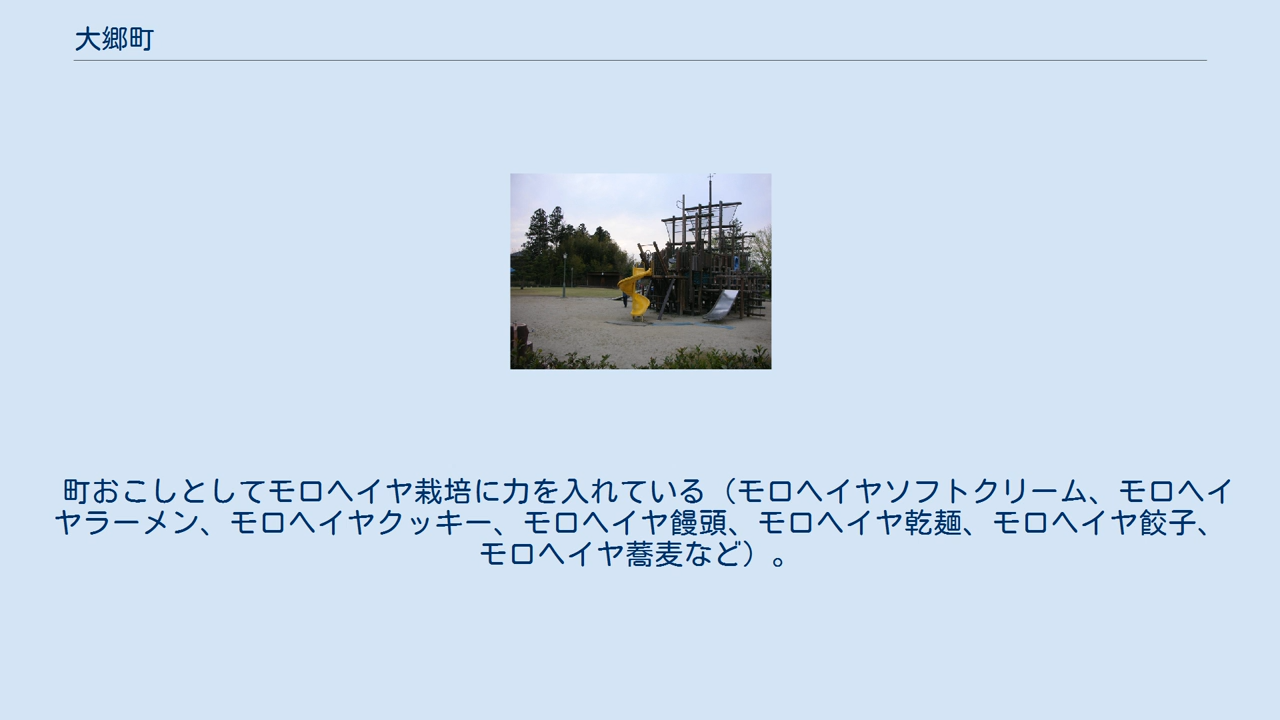 大郷町
町おこしとしてモロヘイヤ栽培に力を入れている（モロヘイヤソフトクリーム、モロヘイ
ヤラーメン、モロヘイヤクッキー、モロヘイヤ饅頭、モロヘイヤ乾麺、モロヘイヤ餃子、
モロヘイヤ蕎麦など）。